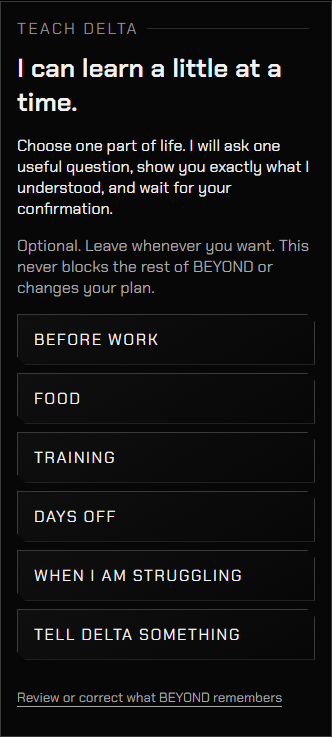 TEACH DELTA
I can learn a little at a
time.
Choose one part of life. I will ask one
useful question, show you exactly what I
understood, and wait for your
confirmation.
Optional. Leave whenever you want. This
never blocks the rest of BEYOND or
changes your plan.
BEFORE WORK
FOOD
TRAINING
DAYS OFF
WHEN I AM STRUGGLING
TELL DELTA SOMETHING
Review or correct what BEYOND remembers